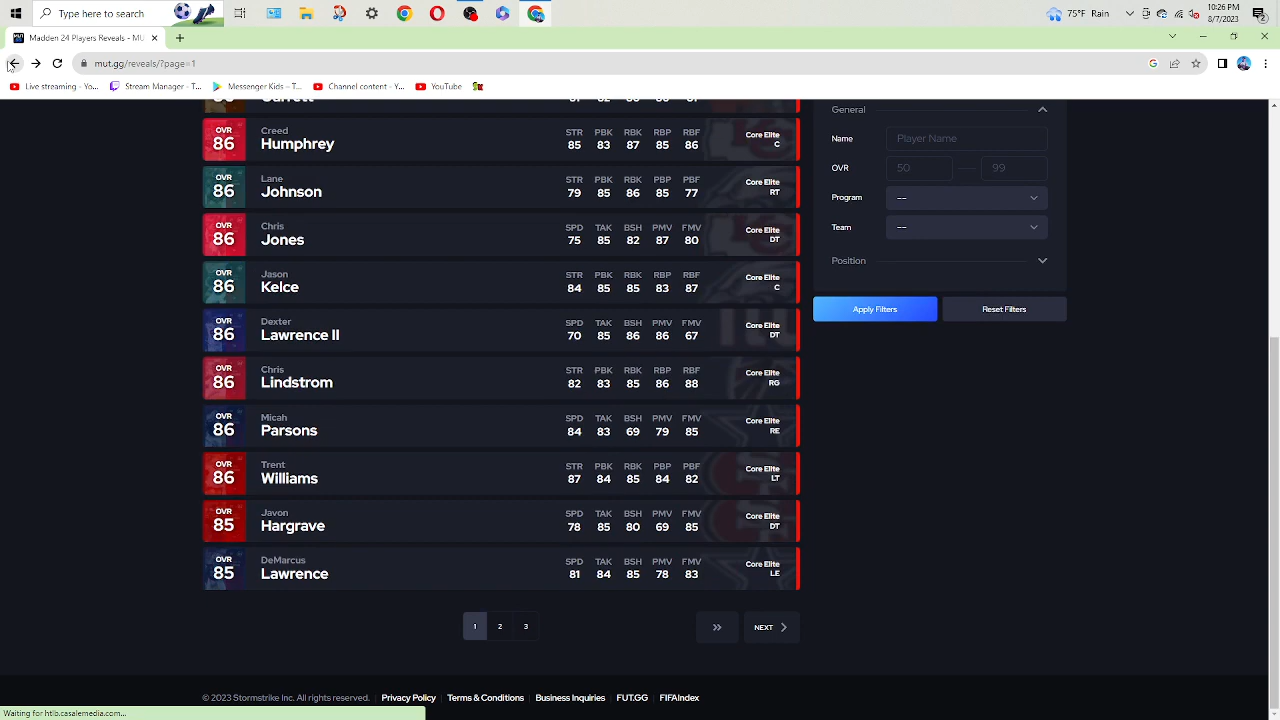 Type here to search
75°F Rain
10:26 PM
8/7/2023
Madden 24 Players Reveals - MU
mut.gg/reveals/?page=1
Live streaming - Yo...
Stream Manager - T...
Messenger Kids – T...
Channel content - Y...
YouTube
Creed
OVR 86 Humphrey STR 85 PBK 83 RBK 87 RBP 85 RBF 86 Core Elite C
Lane
OVR 86 Johnson STR 79 PBK 85 RBK 86 RBP 85 PBF 77 Core Elite RT
Chris
OVR 86 Jones SPD 75 TAK 85 BSH 82 PMV 87 FMV 80 Core Elite DT
Jason
OVR 86 Kelce STR 84 PBK 85 RBK 85 RBP 83 RBF 87 Core Elite C
Dexter
OVR 86 Lawrence II SPD 70 TAK 85 BSH 86 PMV 86 FMV 67 Core Elite DT
Chris
OVR 86 Lindstrom STR 82 PBK 83 RBK 85 RBP 86 RBF 88 Core Elite RG
Micah
OVR 86 Parsons SPD 84 TAK 83 BSH 69 PMV 79 FMV 85 Core Elite RE
Trent
OVR 86 Williams STR 87 PBK 84 RBK 85 PBP 84 RBF 82 Core Elite LT
Javon
OVR 85 Hargrave SPD 78 TAK 85 BSH 80 PMV 69 FMV 85 Core Elite DT
DeMarcus
OVR 85 Lawrence SPD 81 TAK 84 BSH 85 PMV 78 FMV 83 Core Elite LE
General
Name Player Name
OVR 50 99
Program --
Team --
Position
Apply Filters Reset Filters
1 2 3 » NEXT
© 2023 Stormstrike Inc. All rights reserved. Privacy Policy Terms & Conditions Business Inquiries FUT.GG FIFAIndex
Waiting for htlb.casalemedia.com...